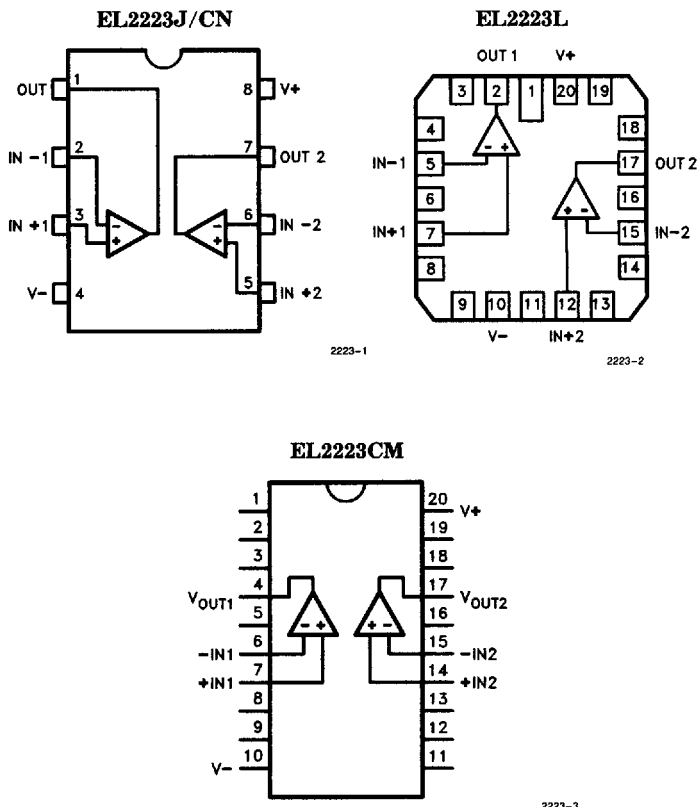 EL2223J/CN
OUT 1 8 V+
IN -1 2 7 OUT 2
IN +1 3 6 IN -2
V- 4 5 IN +2
- + - +
2223-1
EL2223L
OUT 1 V+
3 2 1 20 19
4 18
IN-1 5 17 OUT 2
6 16
IN+1 7 15 IN-2
8 14
- + + -
9 10 11 12 13
V- IN+2
2223-2
EL2223CM
1 20 V+
2 19
3 18
VOUT1 4 17 VOUT2
5 16
-IN1 6 15 -IN2
+IN1 7 14 +IN2
8 13
9 12
V- 10 11
- + + -
2223-3